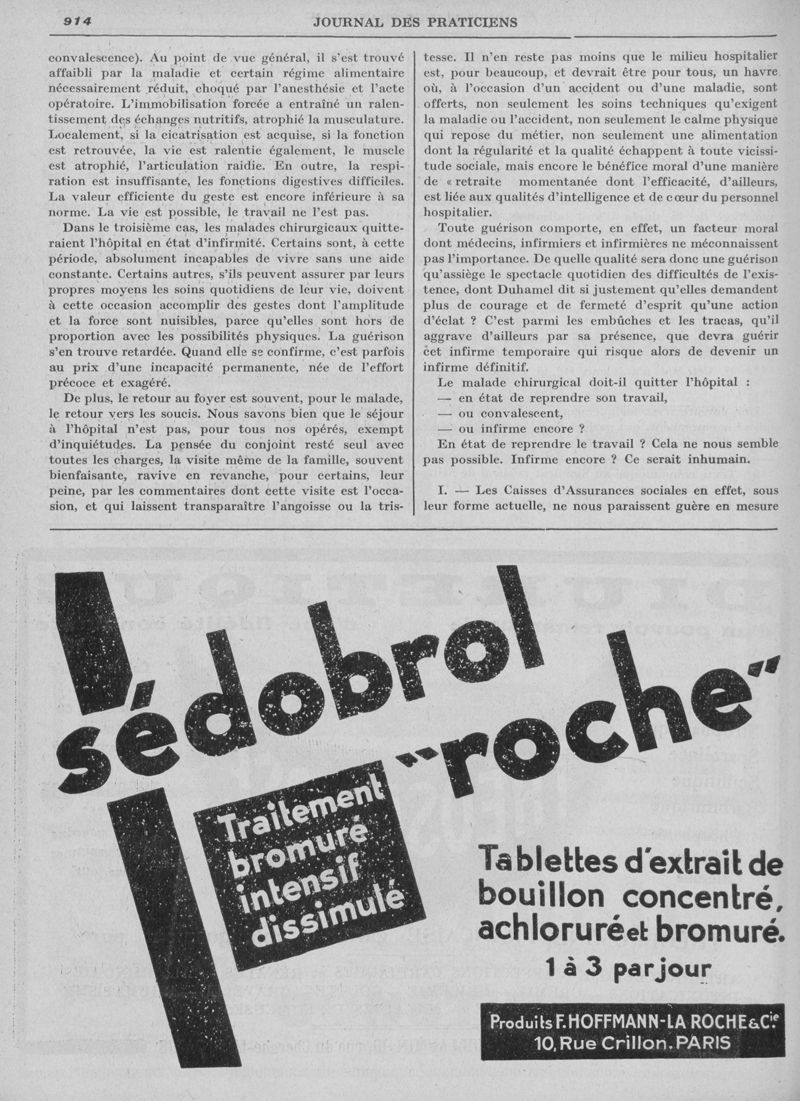 914
JOURNAL DES PRATICIENS
convalescence). Au point de vue général, il s'est trouvé
affaibli par la maladie et certain régime alimentaire
nécessairement réduit, choqué par l'anesthésie et l'acte
opératoire. L'immobilisation forcée a entraîné un ralen-
tissement des échanges nutritifs, atrophié la musculature.
Localement, si la cicatrisation est acquise, si la fonction
est retrouvée, la vie est ralentie également, le muscle
est atrophié, l'articulation raidie. En outre, la respi-
ration est insuffisante, les fonctions digestives difficiles.
La valeur efficiente du geste est encore inférieure à sa
norme. La vie est possible, le travail ne l'est pas.
Dans le troisième cas, les malades chirurgicaux quitte-
raient l'hôpital en état d'infirmité. Certains sont, à cette
période, absolument incapables de vivre sans une aide
constante. Certains autres, s'ils peuvent assurer par leurs
propres moyens les soins quotidiens de leur vie, doivent
à cette occasion accomplir des gestes dont l'amplitude
et la force sont nuisibles, parce qu'elles sont hors de
proportion avec les possibilités physiques. La guérison
s'en trouve retardée. Quand elle se confirme, c'est parfois
au prix d'une incapacité permanente, née de l'effort
précoce et exagéré.
De plus, le retour au foyer est souvent, pour le malade,
le retour vers les soucis. Nous savons bien que le séjour
à l'hôpital n'est pas, pour tous nos opérés, exempt
d'inquiétudes. La pensée du conjoint resté seul avec
toutes les charges, la visite même de la famille, souvent
bienfaisante, ravive en revanche, pour certains, leur
peine, par les commentaires dont cette visite est l'occa-
sion, et qui laissent transparaître l'angoisse ou la tris-
tesse. Il n'en reste pas moins que le milieu hospitalier
est, pour beaucoup, et devrait être pour tous, un havre
où, à l'occasion d'un accident ou d'une maladie, sont
offerts, non seulement les soins techniques qu'exigent
la maladie ou l'accident, non seulement le calme physique
qui repose du métier, non seulement une alimentation
dont la régularité et la qualité échappent à toute vicissi-
tude sociale, mais encore le bénéfice moral d'une manière
de « retraite momentanée dont l'efficacité, d'ailleurs,
est liée aux qualités d'intelligence et de cœur du personnel
hospitalier.
Toute guérison comporte, en effet, un facteur moral
dont médecins, infirmiers et infirmières ne méconnaissent
pas l'importance. De quelle qualité sera donc une guérison
qu'assiège le spectacle quotidien des difficultés de l'exis-
tence, dont Duhamel dit si justement qu'elles demandent
plus de courage et de fermeté d'esprit qu'une action
d'éclat ? C'est parmi les embûches et les tracas, qu'il
aggrave d'ailleurs par sa présence, que devra guérir
cet infirme temporaire qui risque alors de devenir un
infirme définitif.
Le malade chirurgical doit-il quitter l'hôpital :
— en état de reprendre son travail,
— ou convalescent,
— ou infirme encore ?
En état de reprendre le travail ? Cela ne nous semble
pas possible. Infirme encore ? Ce serait inhumain.
I. — Les Caisses d'Assurances sociales en effet, sous
leur forme actuelle, ne nous paraissent guère en mesure
sédobrol
"roche"
Traitement
bromuré
intensif
dissimulé
Tablettes d'extrait de
bouillon concentré,
achloruré et bromuré.
1 à 3 par jour
Produits F. HOFFMANN-LA ROCHE & Cie
10, Rue Crillon. PARIS